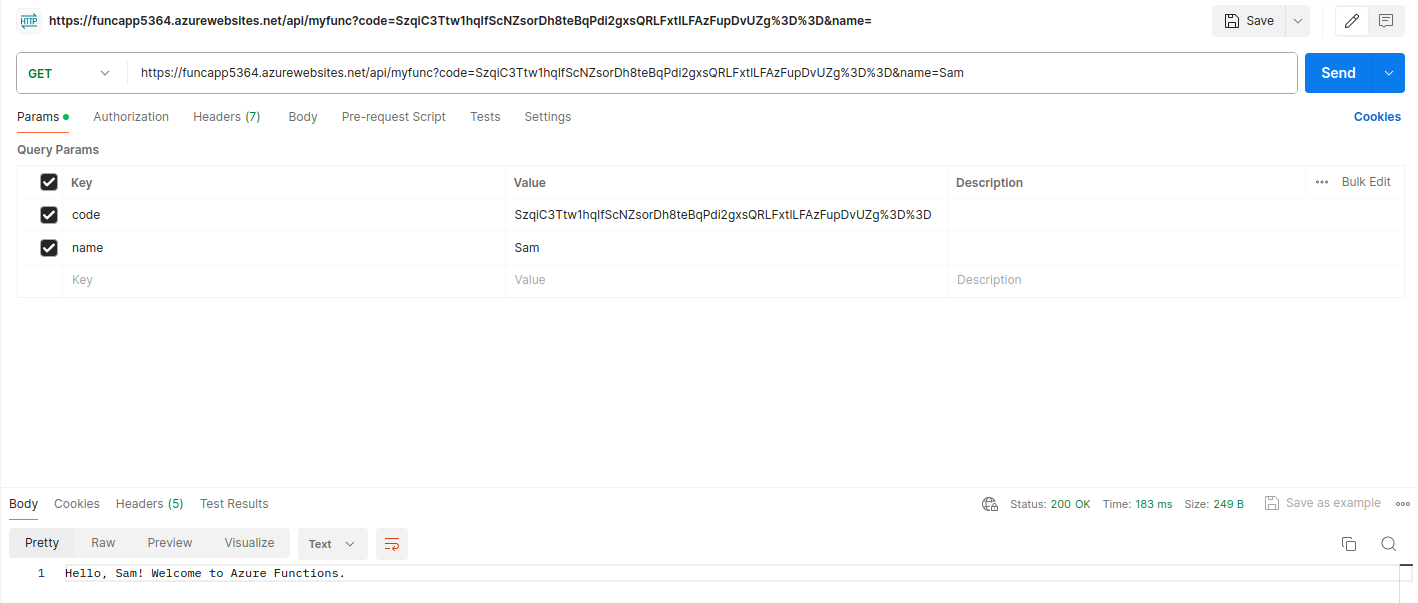 HTTP https://funcapp5364.azurewebsites.net/api/myfunc?code=SzqiC3Ttw1hqIfScNZsorDh8teBqPdi2gxsQRLFxtlLFAzFupDvUZg%3D%3D&name= Save
GET https://funcapp5364.azurewebsites.net/api/myfunc?code=SzqiC3Ttw1hqIfScNZsorDh8teBqPdi2gxsQRLFxtlLFAzFupDvUZg%3D%3D&name=Sam Send
Params Authorization Headers (7) Body Pre-request Script Tests Settings Cookies
Query Params
Key Value Description Bulk Edit
code SzqiC3Ttw1hqIfScNZsorDh8teBqPdi2gxsQRLFxtlLFAzFupDvUZg%3D%3D
name Sam
Key Value Description
Body Cookies Headers (5) Test Results Status: 200 OK Time: 183 ms Size: 249 B Save as example
Pretty Raw Preview Visualize Text
1 Hello, Sam! Welcome to Azure Functions.